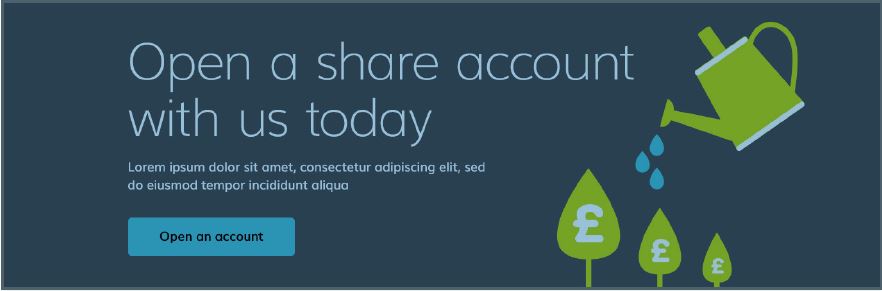 Open a share account
with us today
Lorem ipsum dolor sit amet, consectetur adipiscing elit, sed
do eiusmod tempor incididunt aliqua
Open an account
£
£
£